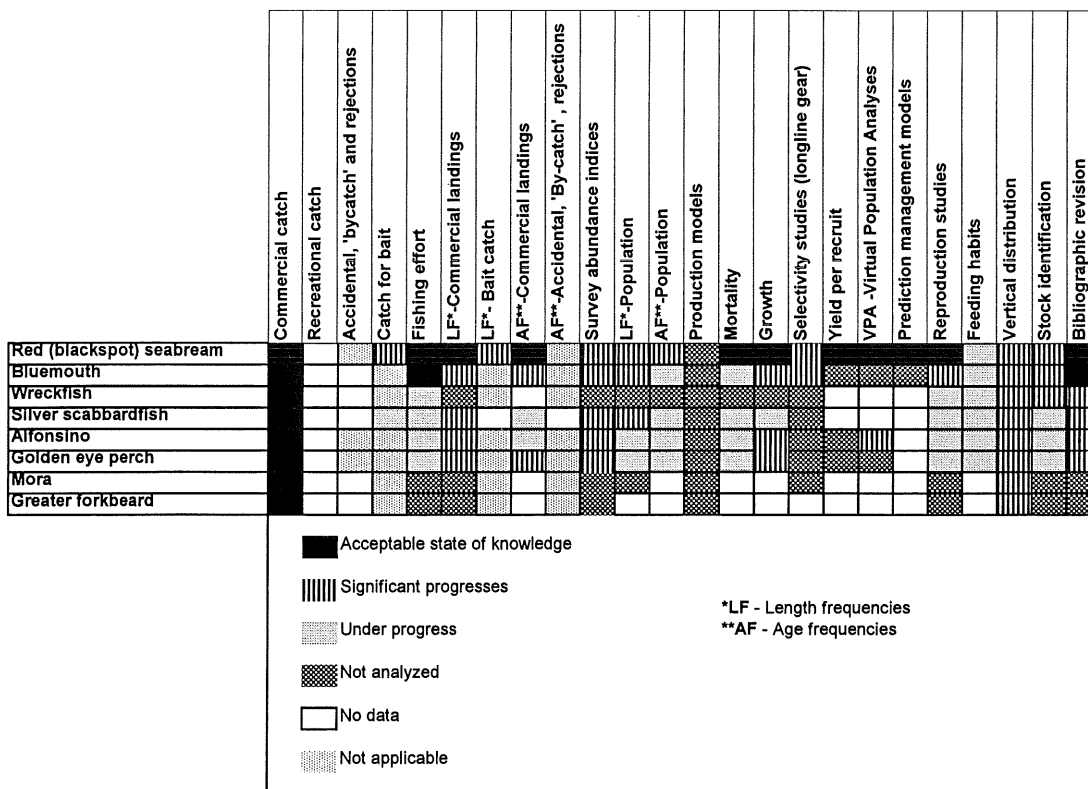 Commercial catch
Recreational catch
Accidental, 'bycatch' and rejections
Catch for bait
Fishing effort
LF*-Commercial landings
LF*- Bait catch
AF**-Commercial landings
AF**-Accidental, 'By-catch' , rejections
Survey abundance indices
LF*-Population
AF**-Population
Production models
Mortality
Growth
Selectivity studies (longline gear)
Yield per recruit
VPA -Virtual Population Analyses
Prediction management models
Reproduction studies
Feeding habits
Vertical distribution
Stock identification
Bibliographic revision
Red (blackspot) seabream
Bluemouth
Wreckfish
Silver scabbardfish
Alfonsino
Golden eye perch
Mora
Greater forkbeard
Acceptable state of knowledge
Significant progresses
Under progress
Not analyzed
No data
Not applicable
*LF - Length frequencies
**AF - Age frequencies